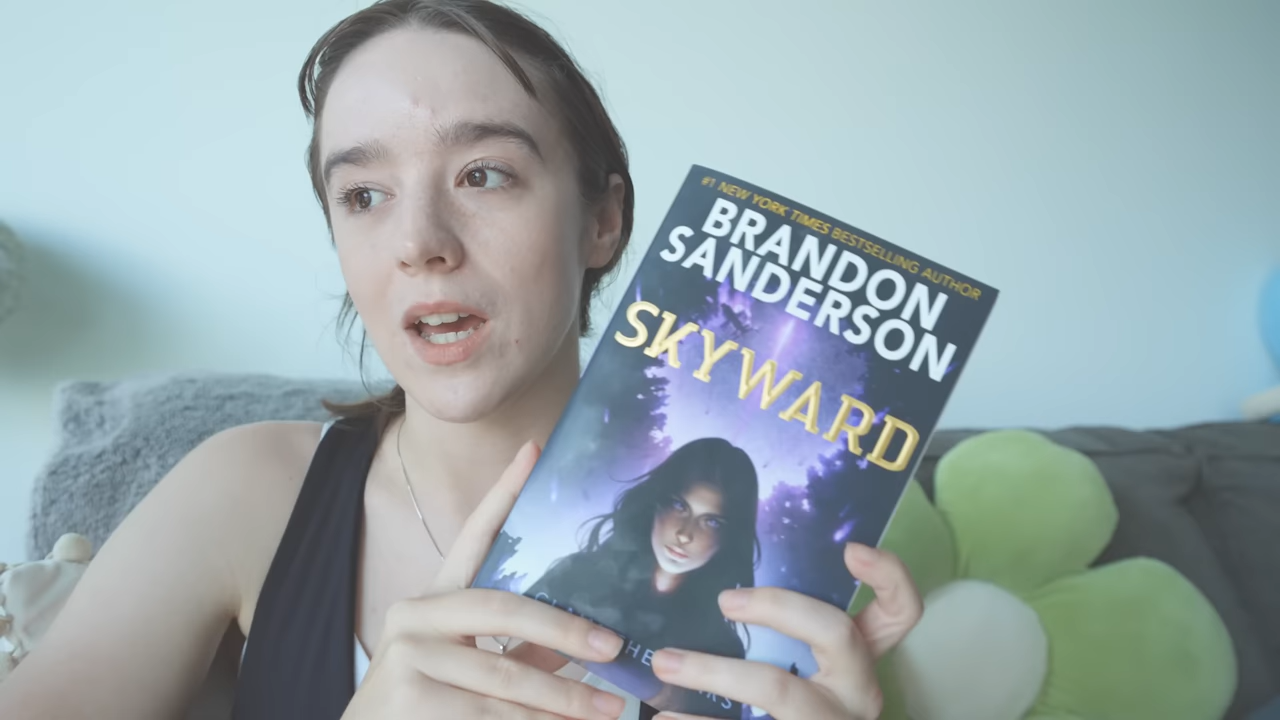 #1 NEW YORK TIMES BESTSELLING AUTHOR
BRANDON
SANDERSON
SKYWARD